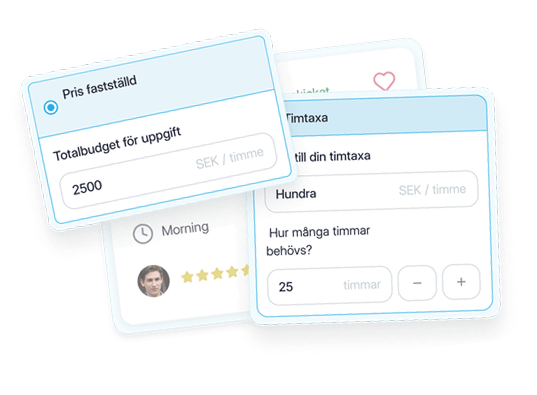 Pris fastställd
Totalbudget för uppgift
2500 SEK / timme
Timtaxa
till din timtaxa
Hundra SEK / timme
Hur många timmar
behövs?
25 timmar − +
Morning